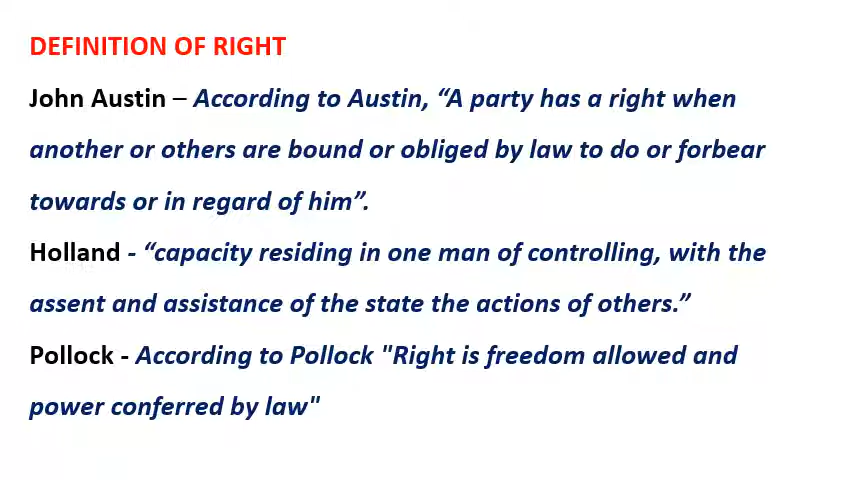 DEFINITION OF RIGHT
John Austin – According to Austin, “A party has a right when
another or others are bound or obliged by law to do or forbear
towards or in regard of him”.
Holland - “capacity residing in one man of controlling, with the
assent and assistance of the state the actions of others.”
Pollock - According to Pollock "Right is freedom allowed and
power conferred by law"